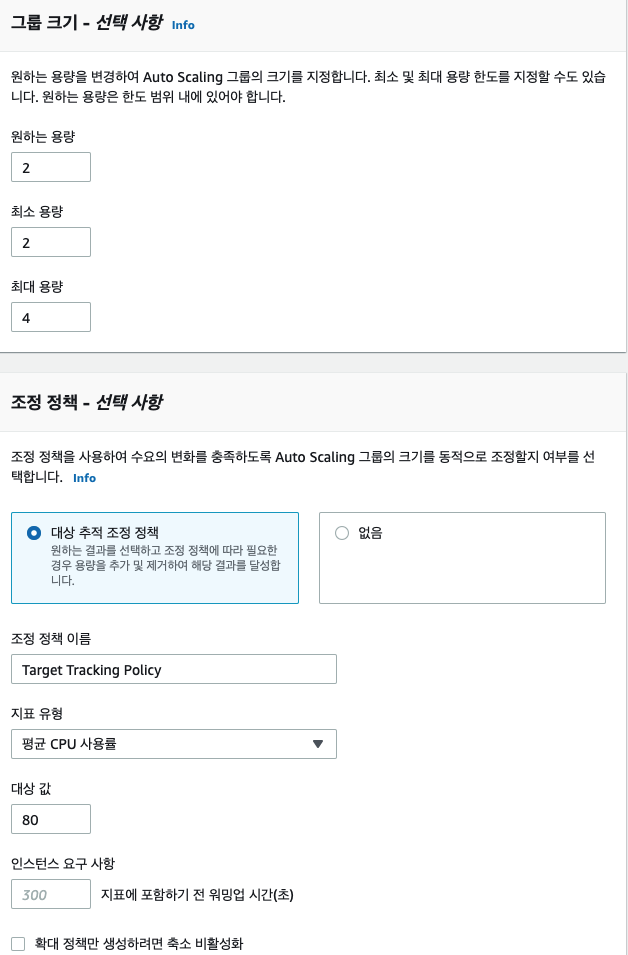 그룹 크기 - 선택 사항 Info
원하는 용량을 변경하여 Auto Scaling 그룹의 크기를 지정합니다. 최소 및 최대 용량 한도를 지정할 수도 있습
니다. 원하는 용량은 한도 범위 내에 있어야 합니다.
원하는 용량
2
최소 용량
2
최대 용량
4
조정 정책 - 선택 사항
조정 정책을 사용하여 수요의 변화를 충족하도록 Auto Scaling 그룹의 크기를 동적으로 조정할지 여부를 선
택합니다. Info
대상 추적 조정 정책
원하는 결과를 선택하고 조정 정책에 따라 필요한
경우 용량을 추가 및 제거하여 해당 결과를 달성합
니다.
없음
조정 정책 이름
Target Tracking Policy
지표 유형
평균 CPU 사용률
대상 값
80
인스턴스 요구 사항
300 지표에 포함하기 전 워밍업 시간(초)
확대 정책만 생성하려면 축소 비활성화